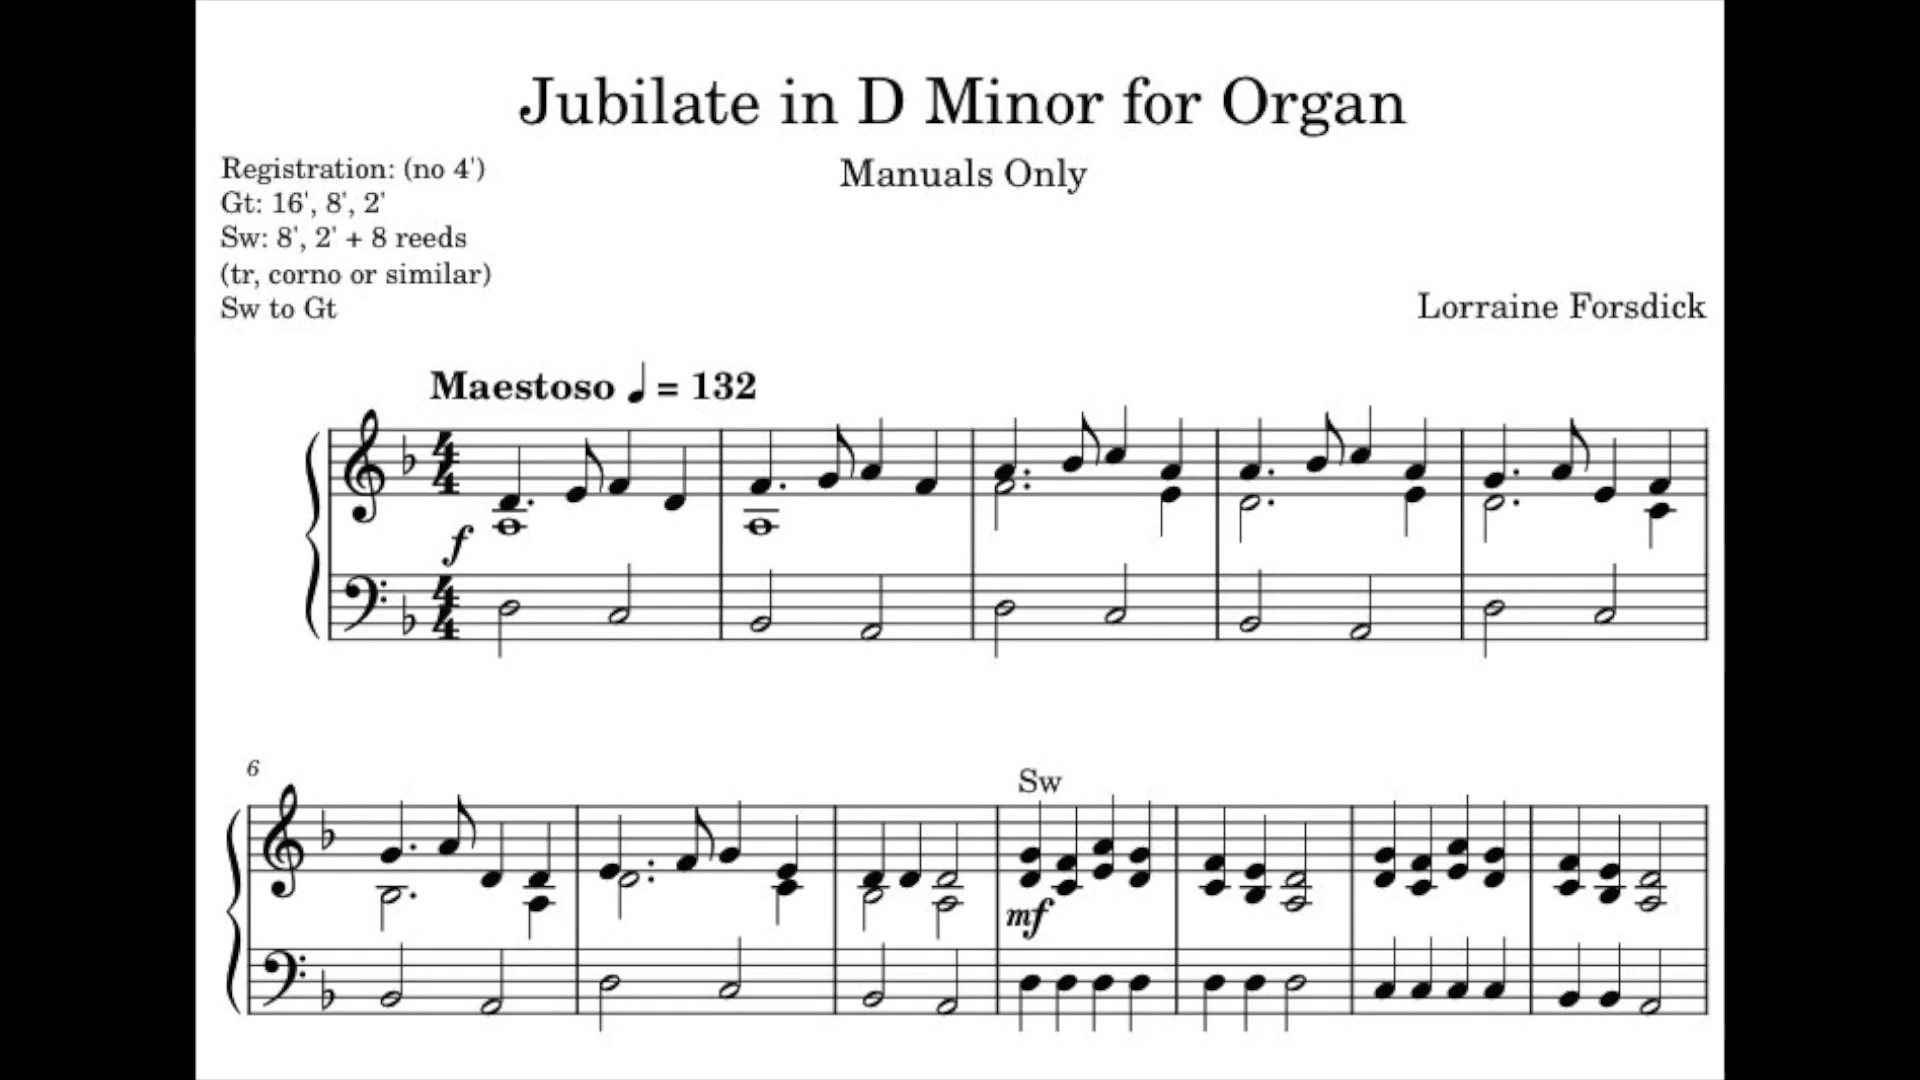 Jubilate in D Minor for Organ
Manuals Only
Registration: (no 4')
Gt: 16', 8', 2'
Sw: 8', 2' + 8 reeds
(tr, corno or similar)
Sw to Gt
Lorraine Forsdick
Maestoso ♩ = 132
f
6
Sw
mf